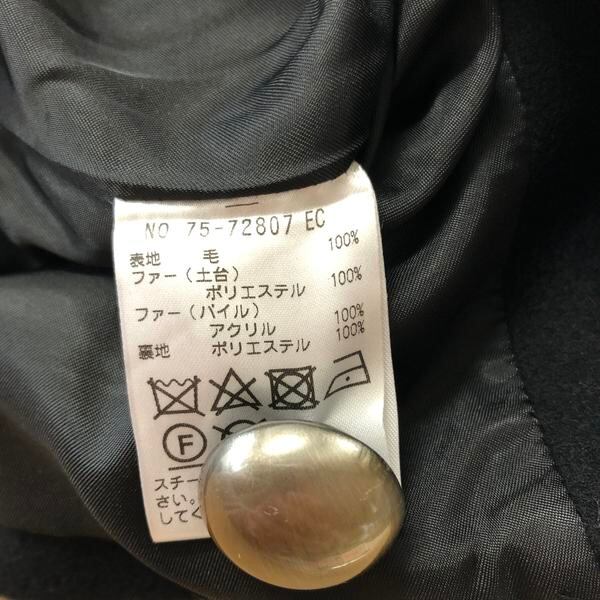 NO 75-72807 EC
表地 毛 100%
ファー(土台)
ポリエステル 100%
ファー(パイル)
アクリル 100%
裏地 ポリエステル 100%
F
スチー
さい。
してく